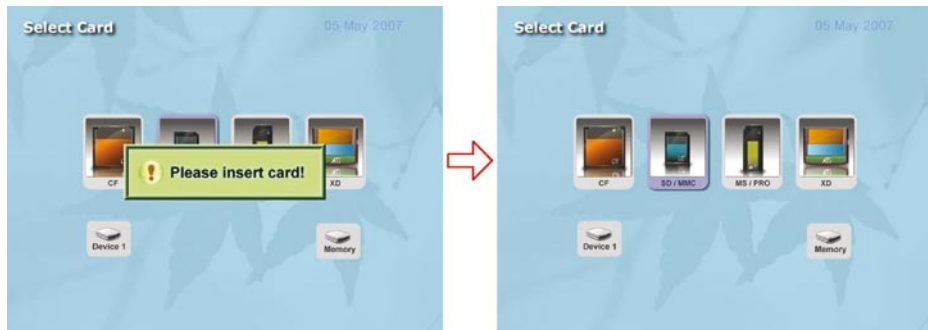 Select Card
05 May 2007
Please insert card!
CF
XD
Device 1
Memory
Select Card
05 May 2007
CF
SD / MMC
MS / PRO
XD
Device 1
Memory